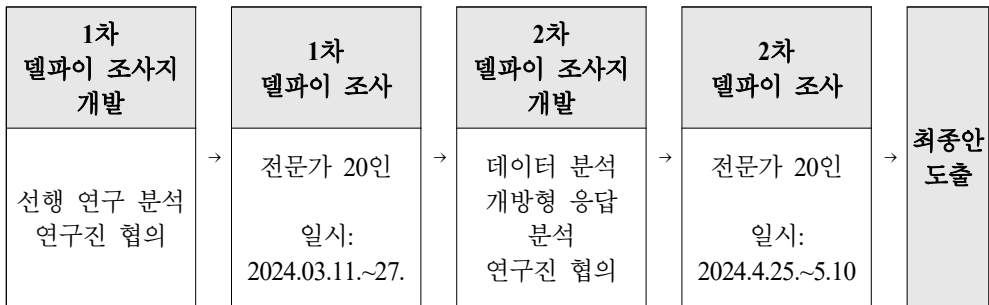 1차
델파이 조사지
개발
선행 연구 분석
연구진 협의
→
1차
델파이 조사
전문가 20인
일시:
2024.03.11.~27.
→
2차
델파이 조사지
개발
데이터 분석
개방형 응답
분석
연구진 협의
→
2차
델파이 조사
전문가 20인
일시:
2024.4.25.~5.10
→
최종안
도출